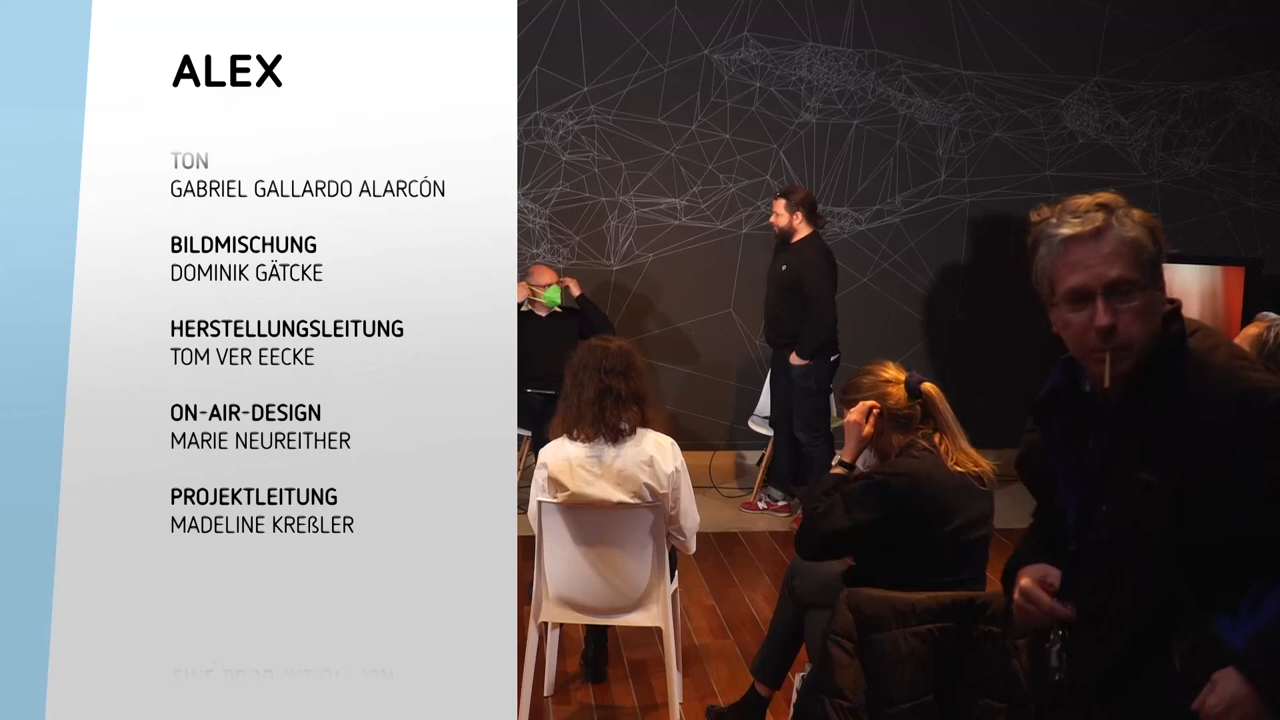 ALEX
TON
GABRIEL GALLARDO ALARCÓN
BILDMISCHUNG
DOMINIK GÄTCKE
HERSTELLUNGSLEITUNG
TOM VER EECKE
ON-AIR-DESIGN
MARIE NEUREITHER
PROJEKTLEITUNG
MADELINE KREßLER